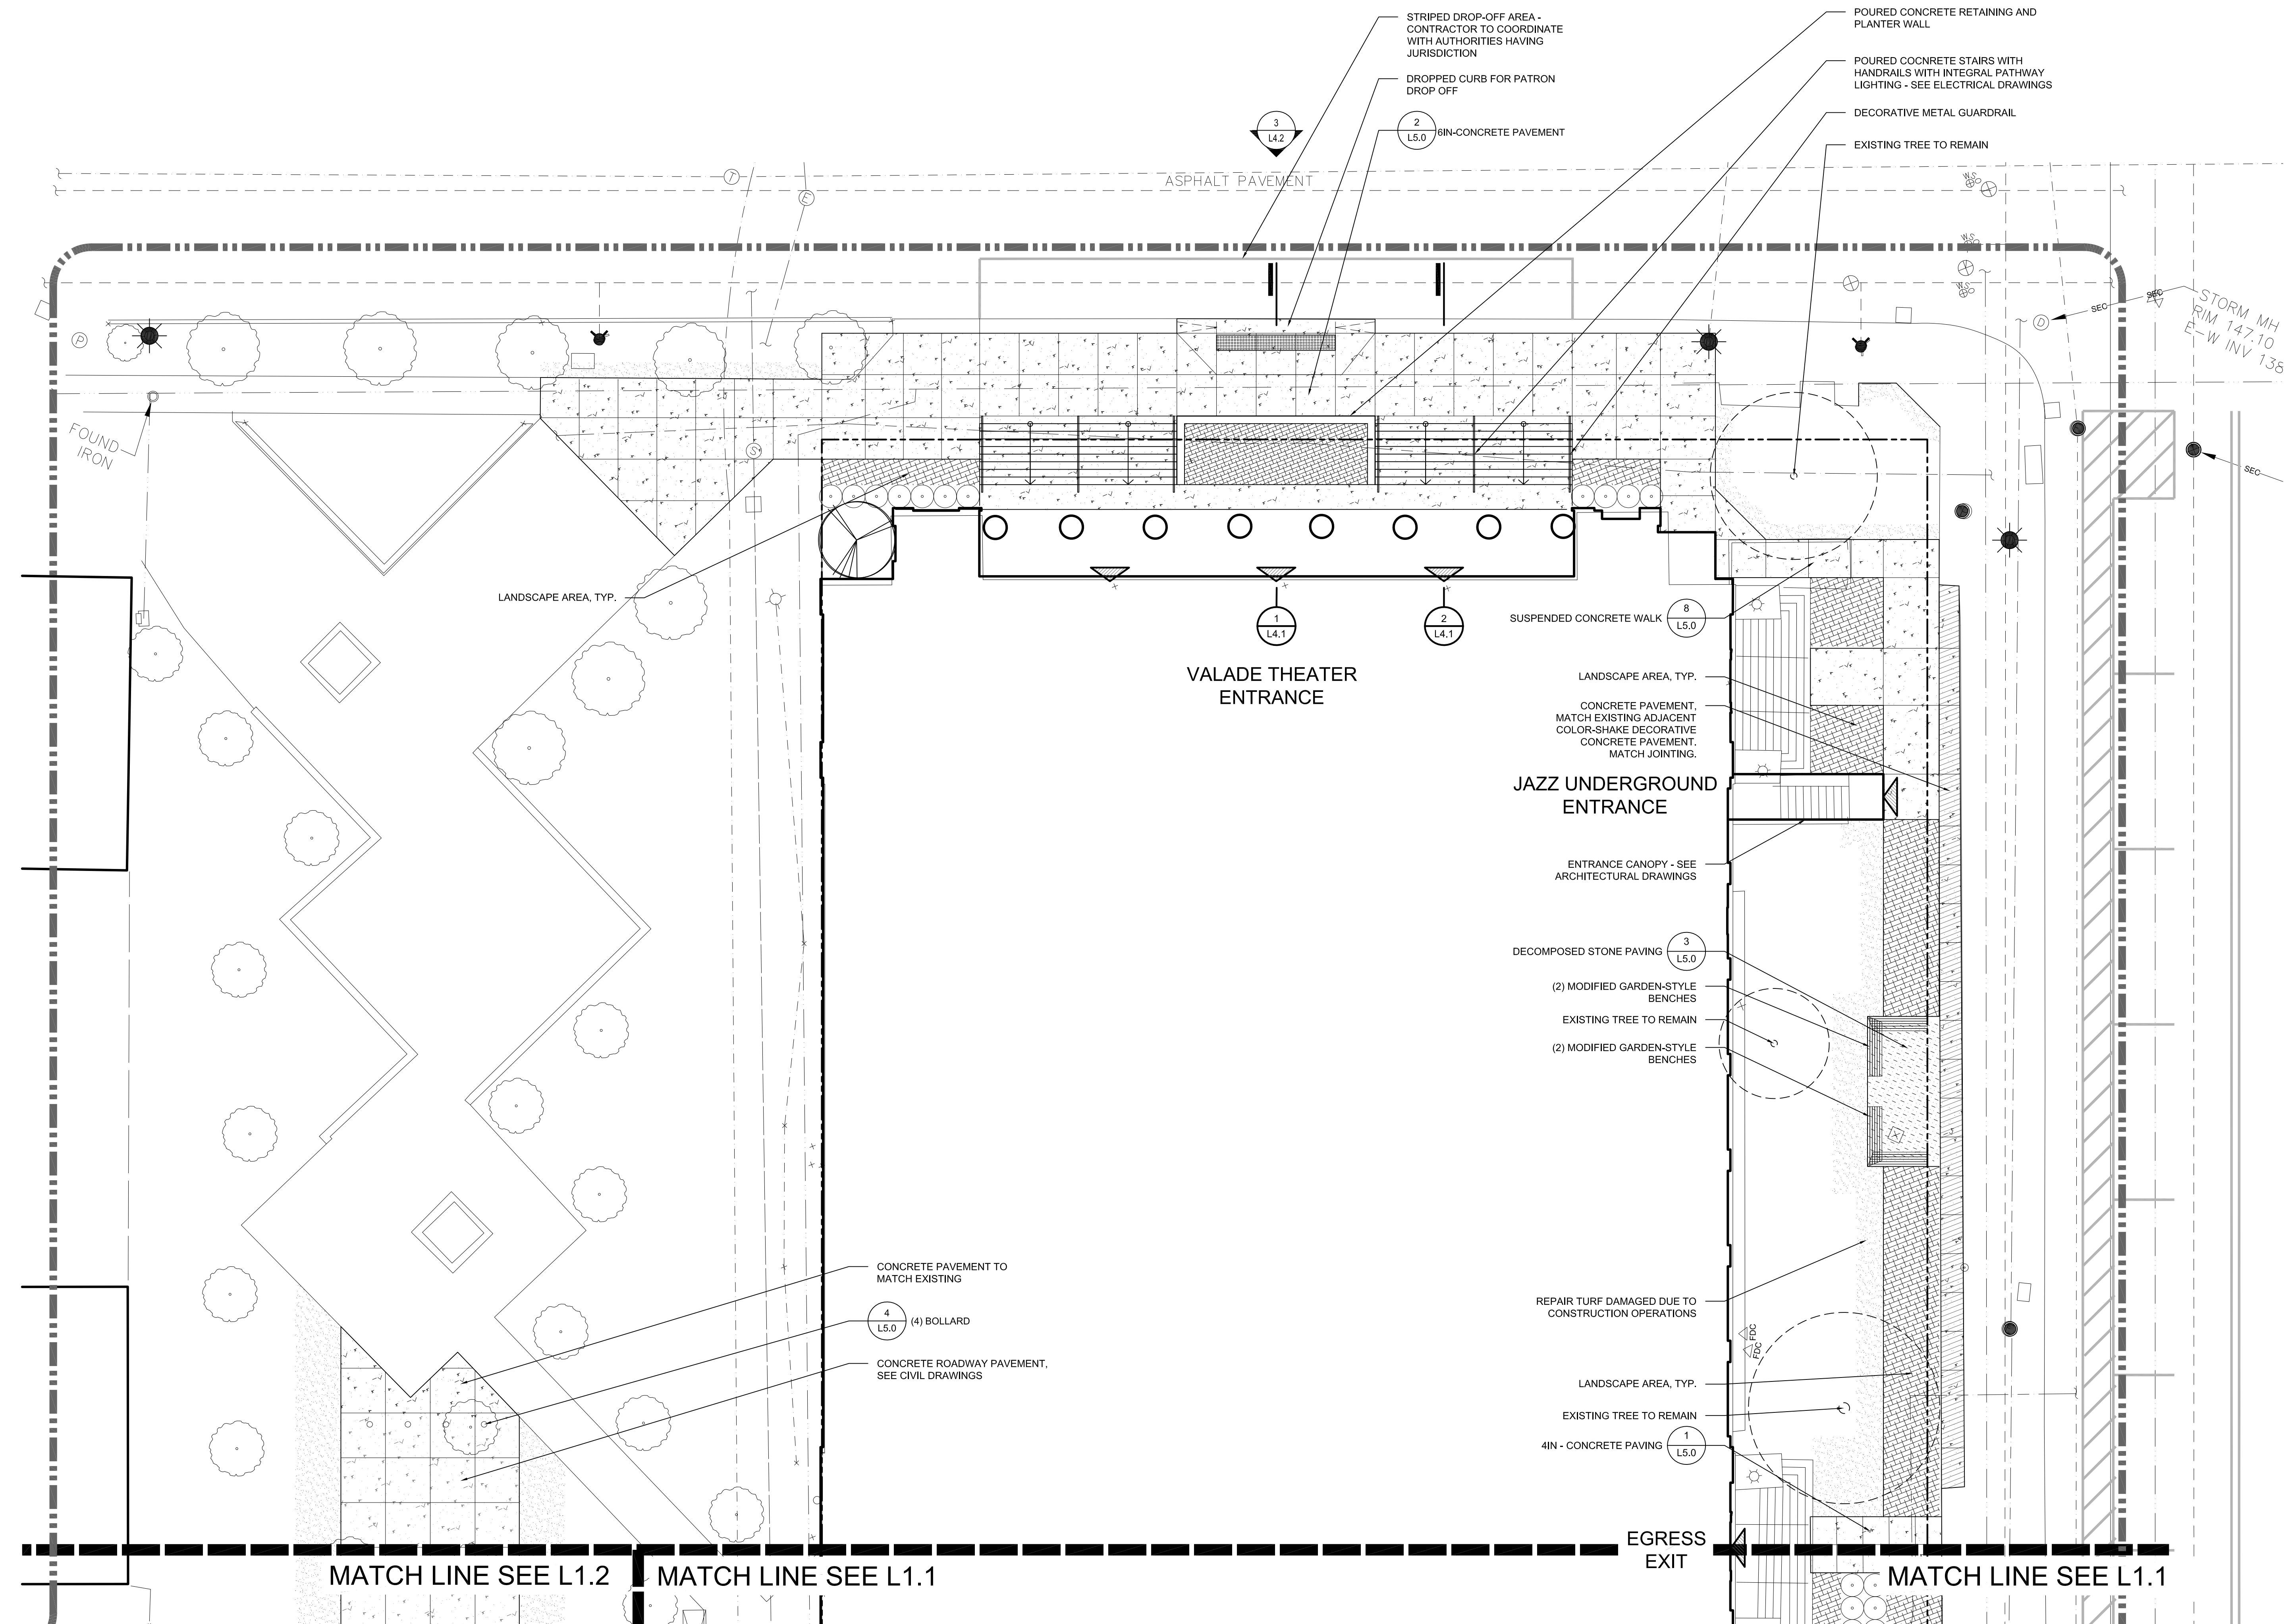 STRIPED DROP-OFF AREA -
CONTRACTOR TO COORDINATE
WITH AUTHORITIES HAVING
JURISDICTION
DROPPED CURB FOR PATRON
DROP OFF
3
L4.2
2
L5.0
6IN-CONCRETE PAVEMENT
POURED CONCRETE RETAINING AND
PLANTER WALL
POURED COCNRETE STAIRS WITH
HANDRAILS WITH INTEGRAL PATHWAY
LIGHTING - SEE ELECTRICAL DRAWINGS
DECORATIVE METAL GUARDRAIL
EXISTING TREE TO REMAIN
ASPHALT PAVEMENT
T
E
W.S.
W.S.
W.S.
P
D
SEC
SEC
STORM MH
RIM 147.10
E-W INV 138
FOUND
IRON
S
SEC
LANDSCAPE AREA, TYP.
1
L4.1
2
L4.1
VALADE THEATER
ENTRANCE
SUSPENDED CONCRETE WALK
8
L5.0
LANDSCAPE AREA, TYP.
CONCRETE PAVEMENT,
MATCH EXISTING ADJACENT
COLOR-SHAKE DECORATIVE
CONCRETE PAVEMENT.
MATCH JOINTING.
JAZZ UNDERGROUND
ENTRANCE
ENTRANCE CANOPY - SEE
ARCHITECTURAL DRAWINGS
DECOMPOSED STONE PAVING
3
L5.0
(2) MODIFIED GARDEN-STYLE
BENCHES
EXISTING TREE TO REMAIN
(2) MODIFIED GARDEN-STYLE
BENCHES
CONCRETE PAVEMENT TO
MATCH EXISTING
4
L5.0
(4) BOLLARD
CONCRETE ROADWAY PAVEMENT,
SEE CIVIL DRAWINGS
REPAIR TURF DAMAGED DUE TO
CONSTRUCTION OPERATIONS
FDC
FDC
LANDSCAPE AREA, TYP.
EXISTING TREE TO REMAIN
4IN - CONCRETE PAVING
1
L5.0
EGRESS
EXIT
MATCH LINE SEE L1.2
MATCH LINE SEE L1.1
MATCH LINE SEE L1.1